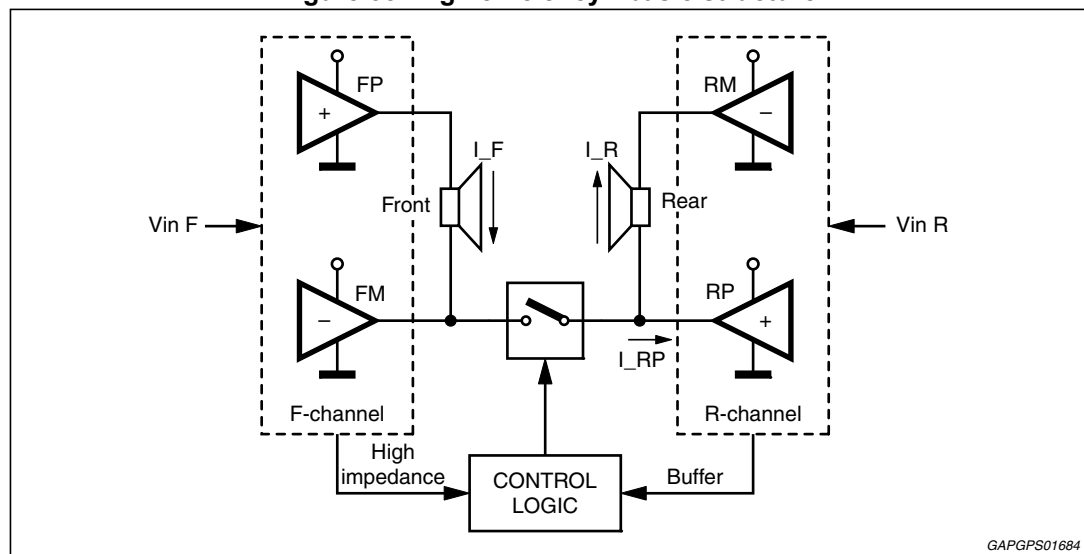 FP
RM
+
−
I_F
I_R
Front
Rear
Vin F
Vin R
FM
RP
−
+
I_RP
F-channel
R-channel
High
impedance
Buffer
CONTROL
LOGIC
GAPGPS01684